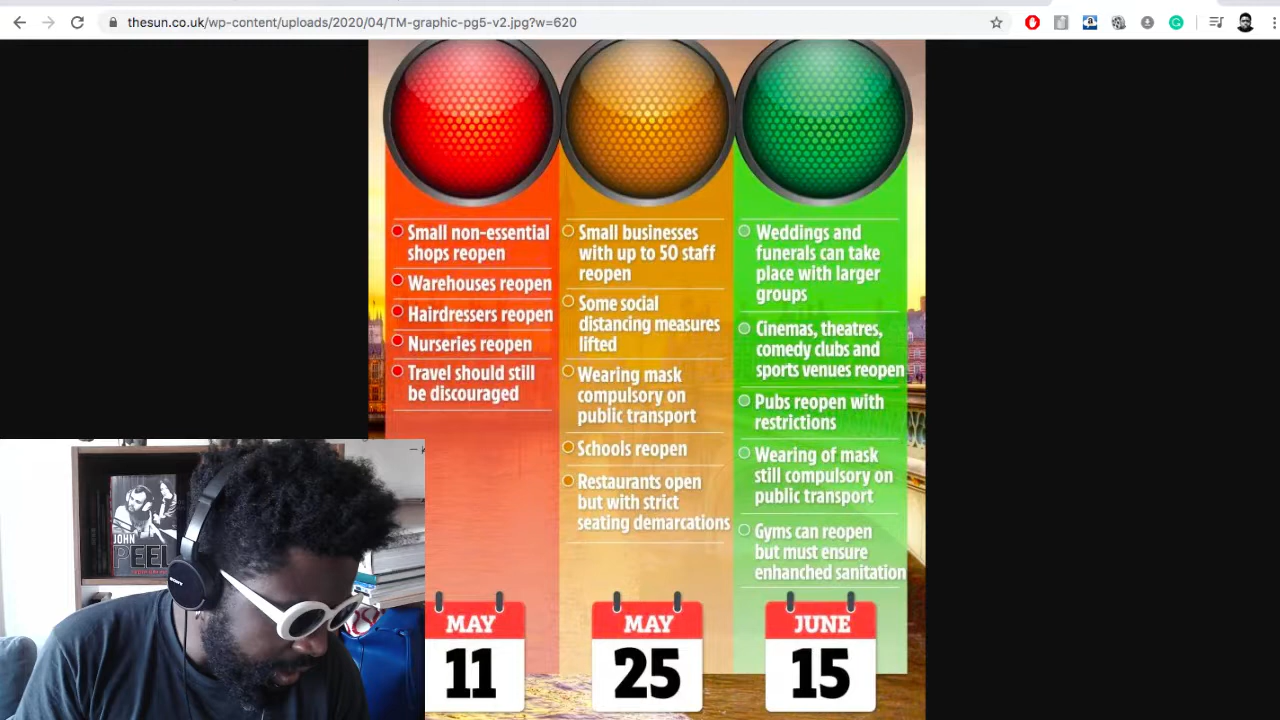 thesun.co.uk/wp-content/uploads/2020/04/TM-graphic-pg5-v2.jpg?w=620
Small non-essential
shops reopen
Warehouses reopen
Hairdressers reopen
Nurseries reopen
Travel should still
be discouraged
Small businesses
with up to 50 staff
reopen
Some social
distancing measures
lifted
Wearing mask
compulsory on
public transport
Schools reopen
Restaurants open
but with strict
seating demarcations
Weddings and
funerals can take
place with larger
groups
Cinemas, theatres,
comedy clubs and
sports venues reopen
Pubs reopen with
restrictions
Wearing of mask
still compulsory on
public transport
Gyms can reopen
but must ensure
enhanched sanitation
MAY
11
MAY
25
JUNE
15
JOHN
PEEL
SONY